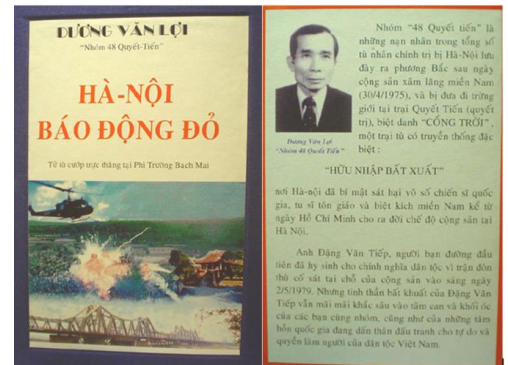 DƯƠNG VĂN LỢI
"Nhóm 48 Quyết-Tiến"
HÀ-NỘI
BÁO ĐỘNG ĐỎ
Tử tù cướp trực thăng tại Phi Trường Bạch Mai
Nhóm "48 Quyết tiến" là
những nạn nhân trong tổng số
tù nhân chính trị bị Hà Nội lưu
đày ra phương Bắc sau ngày
cộng sản xâm lăng miền Nam
(30/4/1975), và bị đưa đi trừng
giới tại trại Quyết Tiến (quyết
trị), biệt danh "CỔNG TRỜI",
một trại tù có truyền thống đặc
biệt :
Dương Văn Lợi
"Nhóm 48 Quyết Tiến"
"HỮU NHẬP BẤT XUẤT"
nơi Hà-nội đã bí mật sát hại vô số chiến sĩ quốc
gia, tu sĩ tôn giáo và biệt kích miền Nam kể từ
ngày Hồ Chí Minh cho ra đời chế độ cộng sản tại
Hà Nội.
Anh Đặng Văn Tiếp, người bạn đường đầu
tiên đã hy sinh cho chính nghĩa dân tộc vì trận đòn
thù cố sát tại chỗ của cộng sản vào sáng ngày
2/5/1979. Nhưng tinh thần bất khuất của Đặng Văn
Tiếp vẫn mãi mãi khắc sâu vào tâm can và khối óc
của các bạn cùng nhóm, cũng như của những tâm
hồn quốc gia đang dấn thân đấu tranh cho tự do và
quyền làm người của dân tộc Việt Nam.